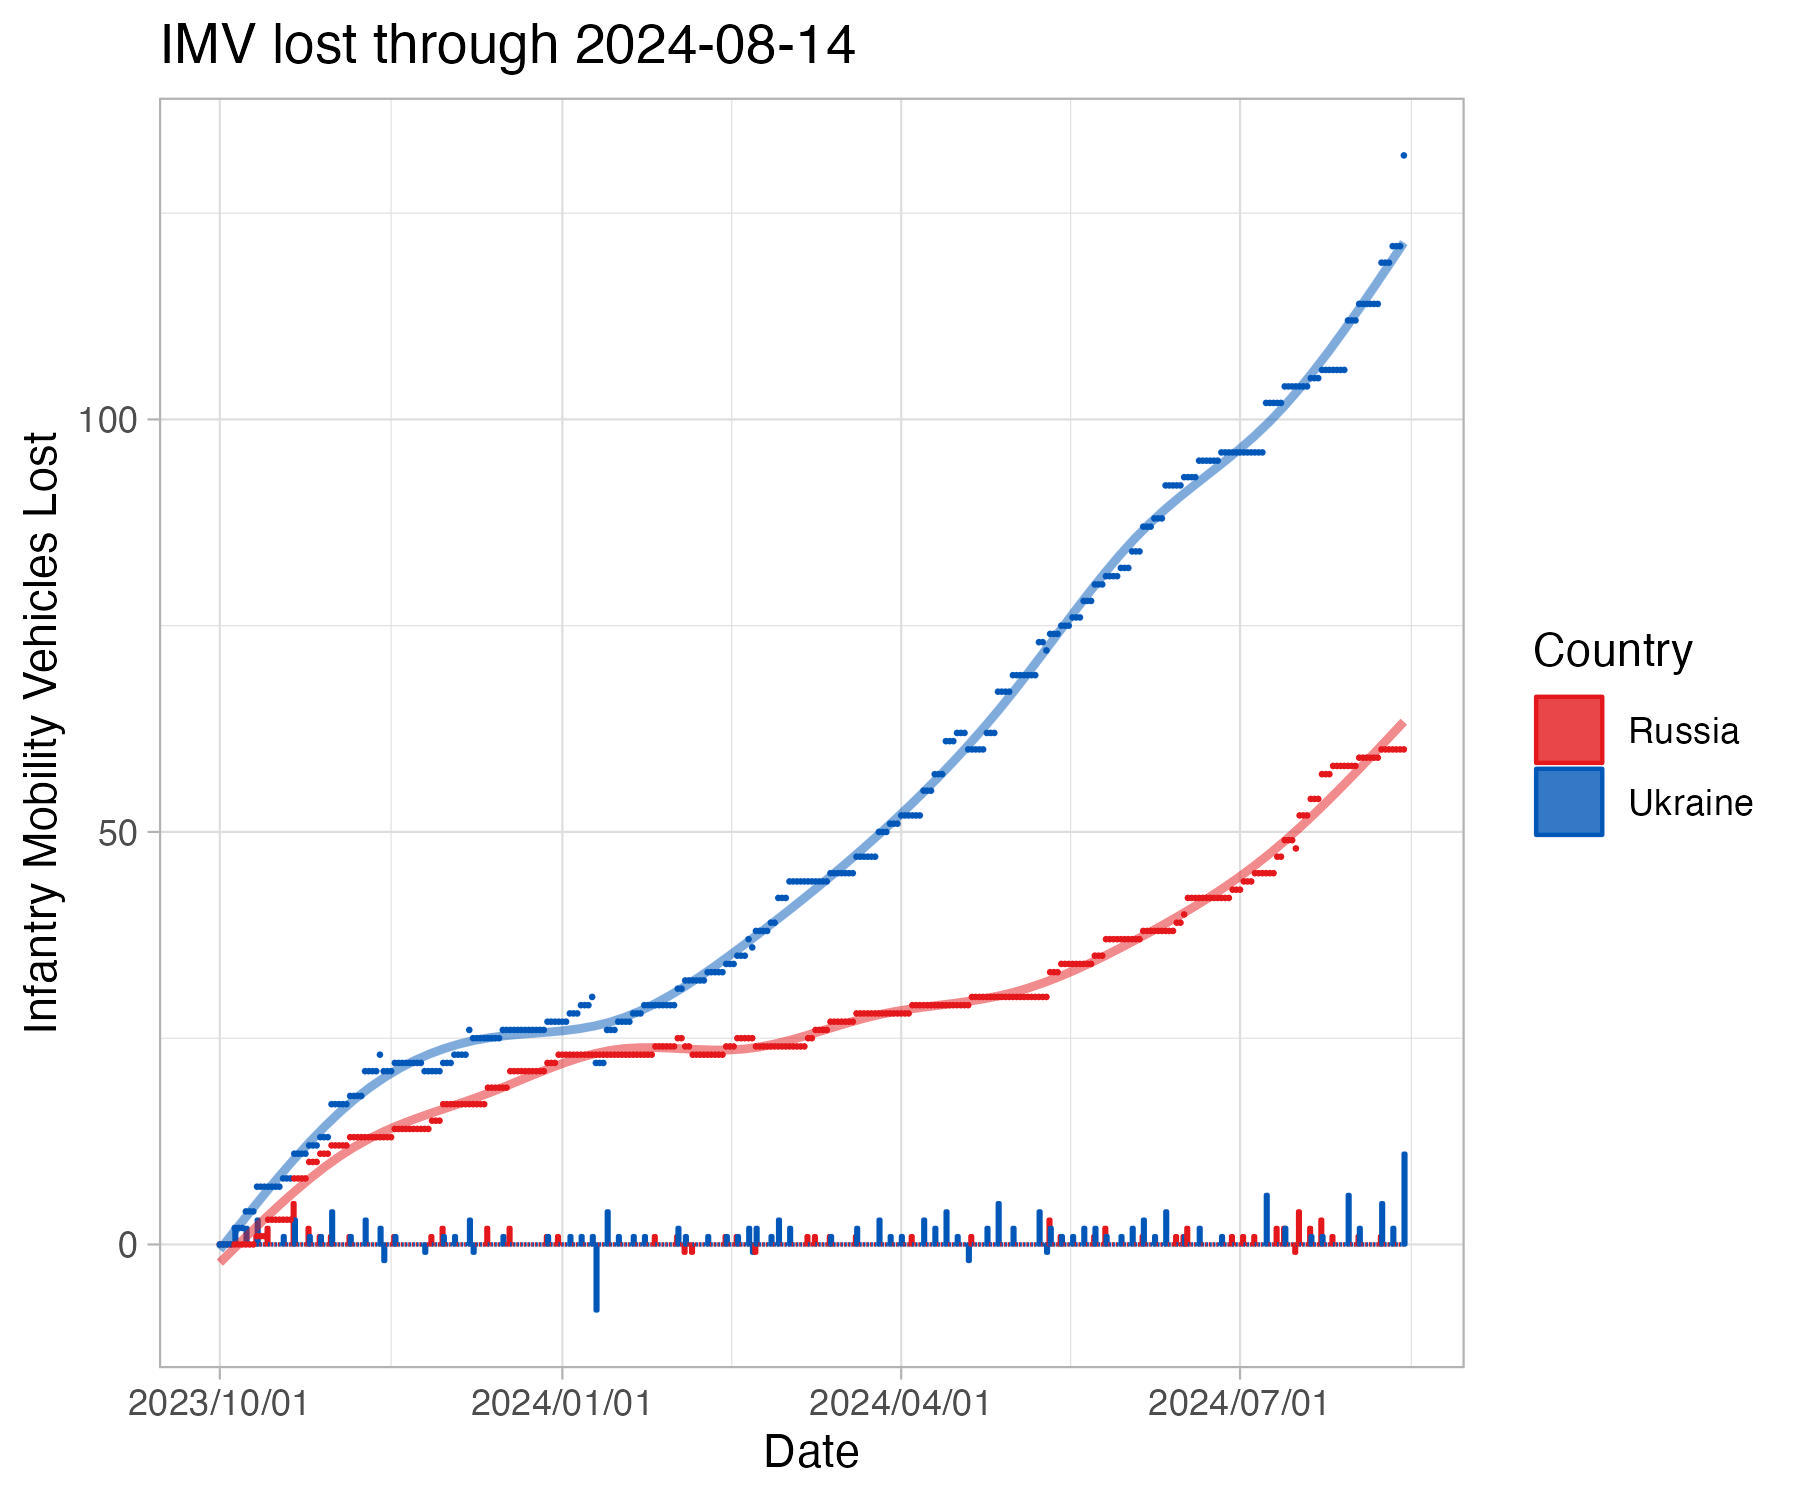 IMV lost through 2024-08-14
Infantry Mobility Vehicles Lost
100
50
0
2023/10/01
2024/01/01
2024/04/01
2024/07/01
Date
Country
Russia
Ukraine